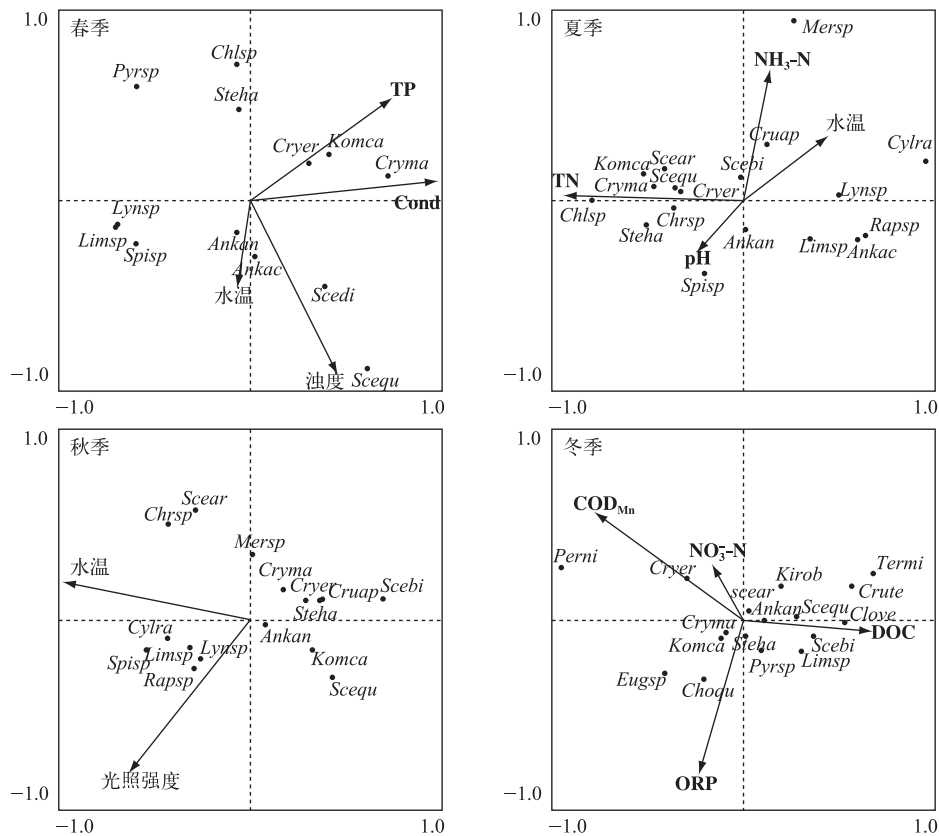 1.0
春季
Chlsp
Pyrsp
Steha
TP
Cryer
Komca
Cryma
Cond
Lynsp
Limsp
Spisp
Ankan
Ankac
水温
Scedi
浊度
Scequ
−1.0
−1.0
1.0
1.0
夏季
Mersp
NH₃-N
水温
Cruap
Cylra
Komca
Scear
Scebi
TN
Cryma
Scequ
Cryer
Lynsp
Chlsp
Chrsp
Steha
Ankan
Rapsp
Limsp
Ankac
pH
Spisp
−1.0
−1.0
1.0
1.0
秋季
Scear
Chrsp
Mersp
水温
Cryma
Cryer
Cruap
Scebi
Steha
Cylra
Ankan
Spisp
Limsp
Lynsp
Komca
Rapsp
Scequ
光照强度
−1.0
−1.0
1.0
1.0
冬季
COD_Mn
NO₃⁻-N
Perni
Cryer
Kirob
Termi
scear
Crute
Ankan
Scequ
Clove
Cryma
DOC
Komca
Steha
Scebi
Pyrsp
Limsp
Eugsp
Choqu
ORP
−1.0
−1.0
1.0